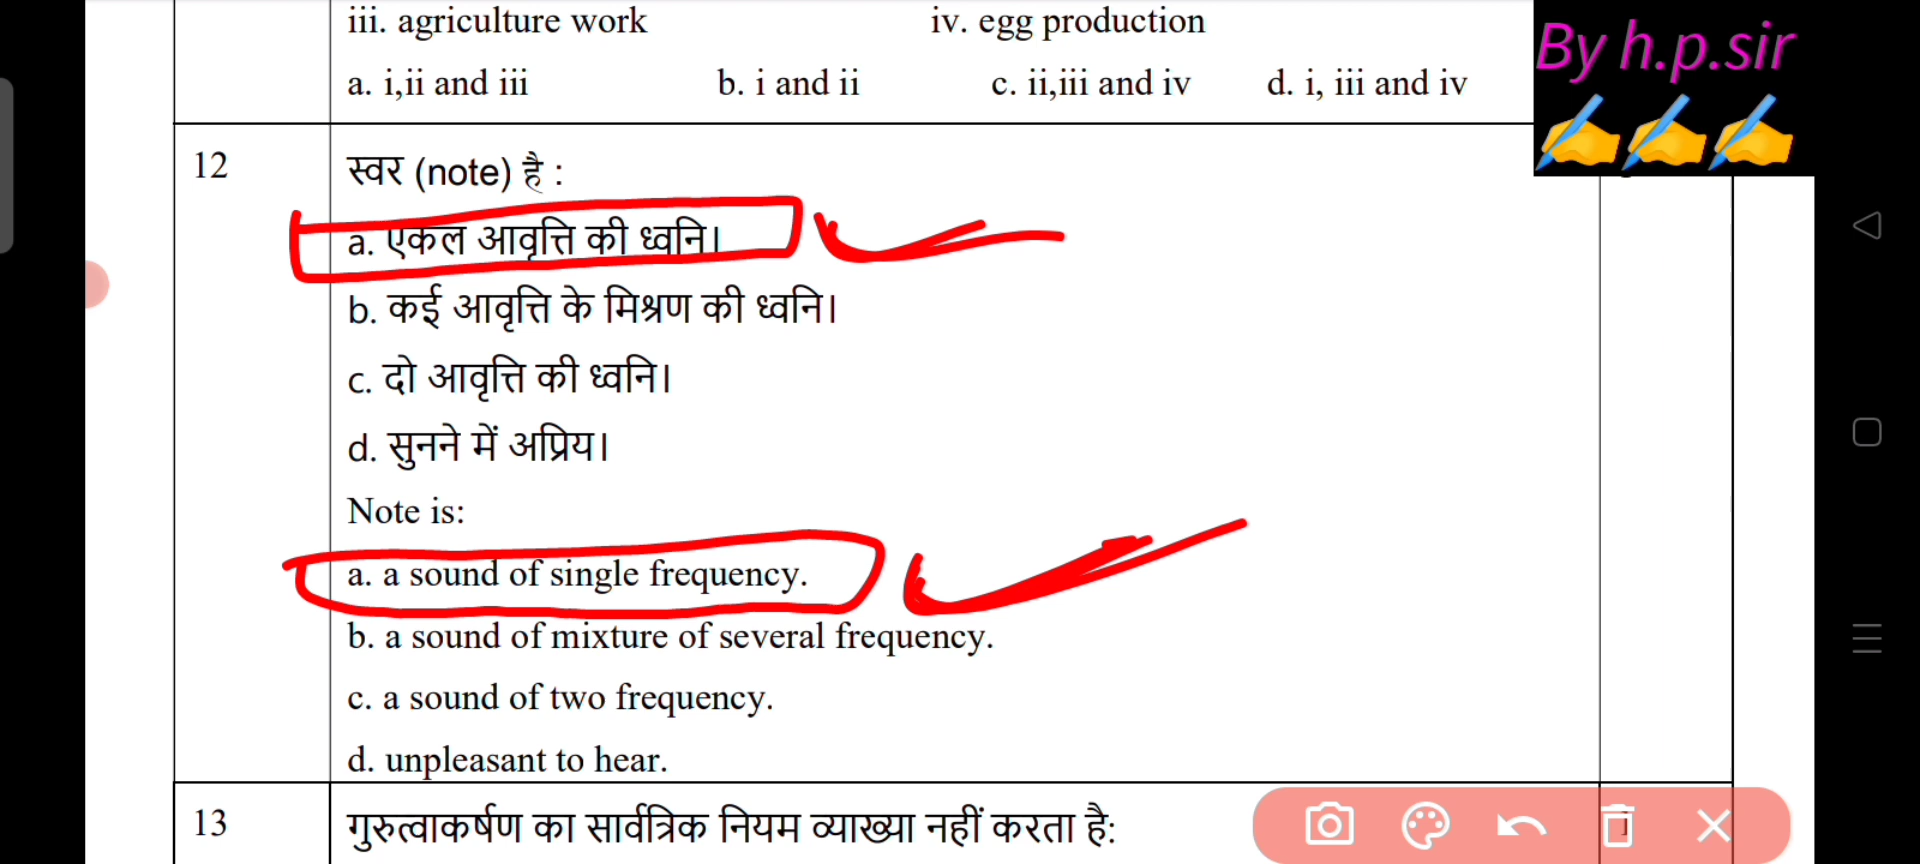 iii. agriculture work iv. egg production
a. i,ii and iii b. i and ii c. ii,iii and iv d. i, iii and iv
By h.p.sir
12 स्वर (note) है :
a. एकल आवृत्ति की ध्वनि।
b. कई आवृत्ति के मिश्रण की ध्वनि।
c. दो आवृत्ति की ध्वनि।
d. सुनने में अप्रिय।
Note is:
a. a sound of single frequency.
b. a sound of mixture of several frequency.
c. a sound of two frequency.
d. unpleasant to hear.
13 गुरुत्वाकर्षण का सार्वत्रिक नियम व्याख्या नहीं करता है: